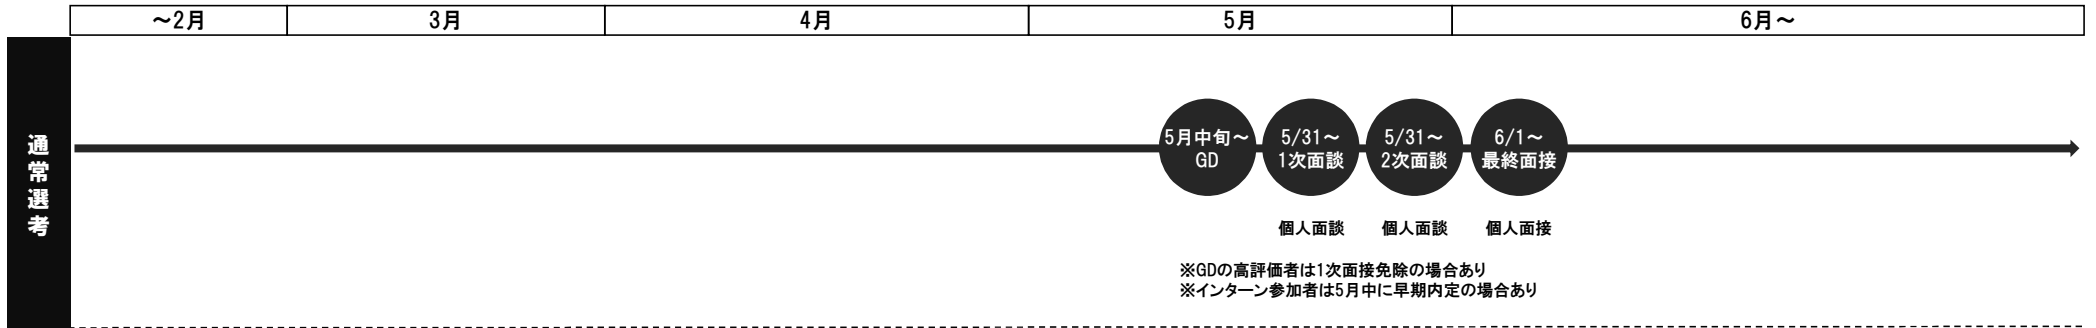 ～2月
3月
4月
5月
6月～
通常選考
5月中旬～
GD
5/31～
1次面談
5/31～
2次面談
6/1～
最終面接
個人面談
個人面談
個人面接
※GDの高評価者は1次面接免除の場合あり
※インターン参加者は5月中に早期内定の場合あり